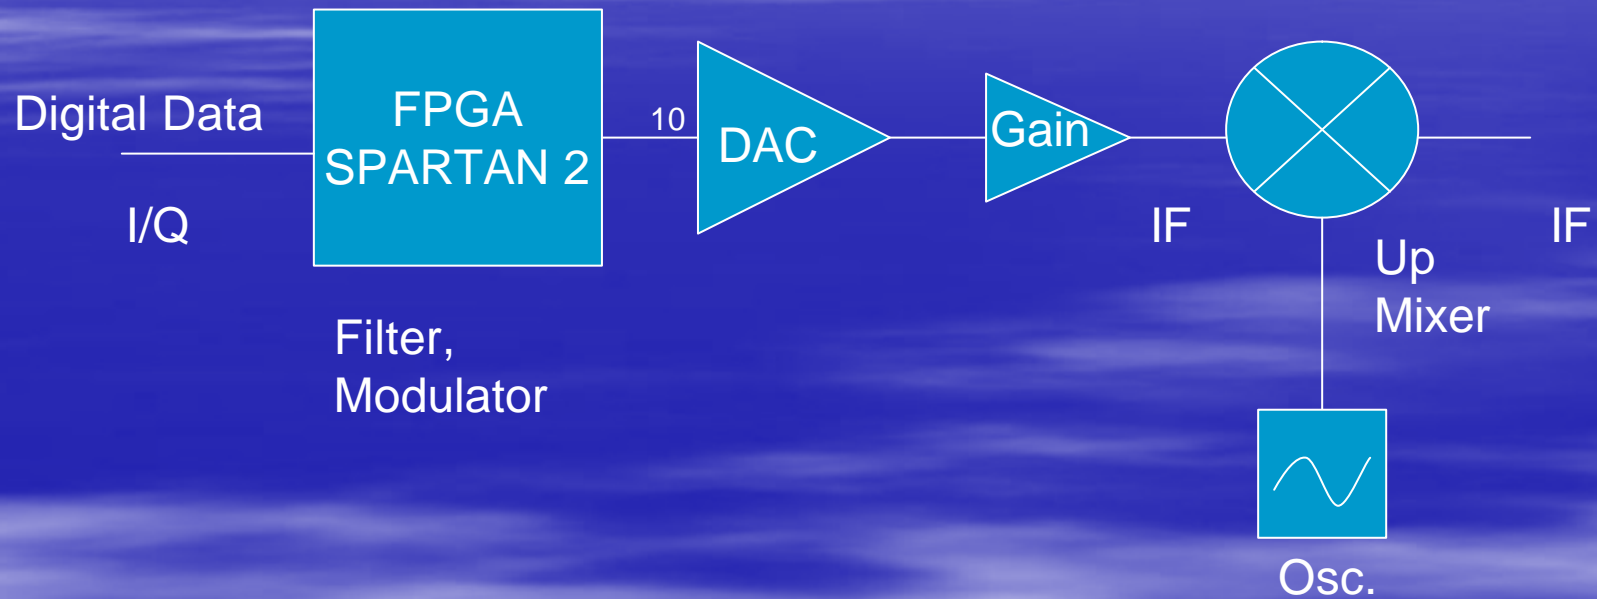 Digital Data
I/Q
FPGA
SPARTAN 2
Filter,
Modulator
10
DAC
Gain
IF
Up
Mixer
IF
Osc.